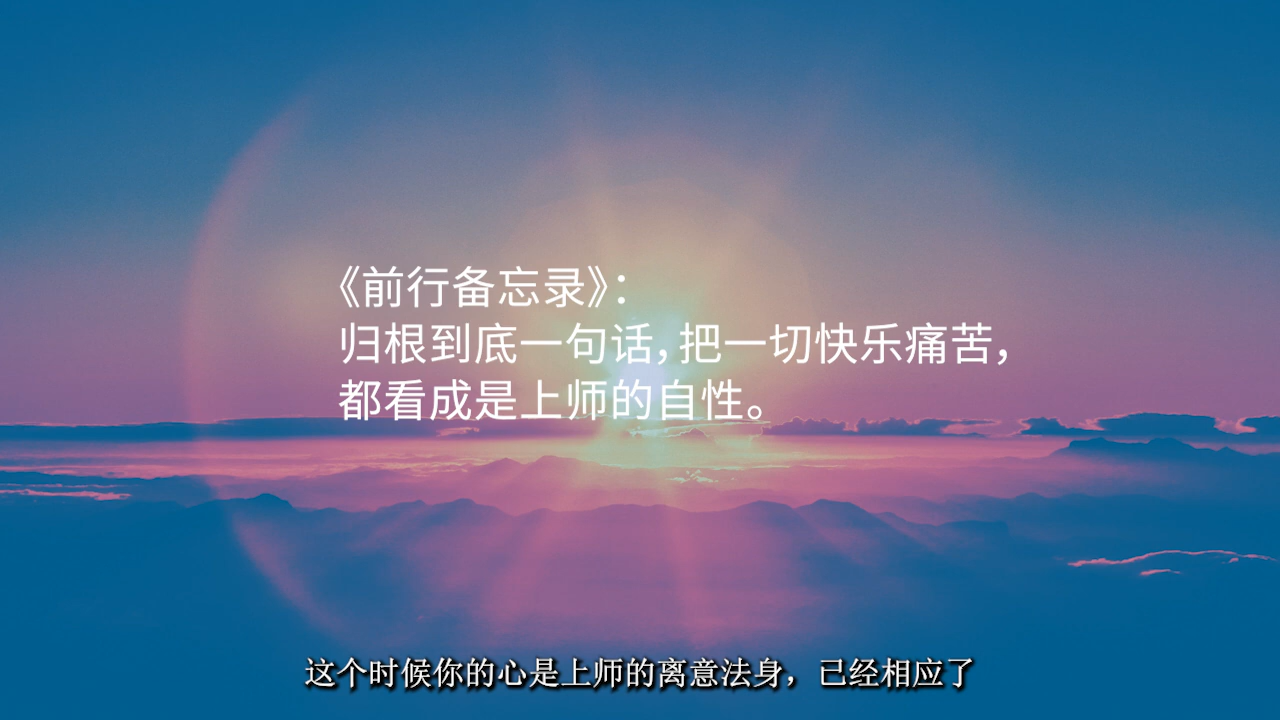 《前行备忘录》:
归根到底一句话, 把一切快乐痛苦,
都看成是上师的自性。
这个时候你的心是上师的离意法身，已经相应了